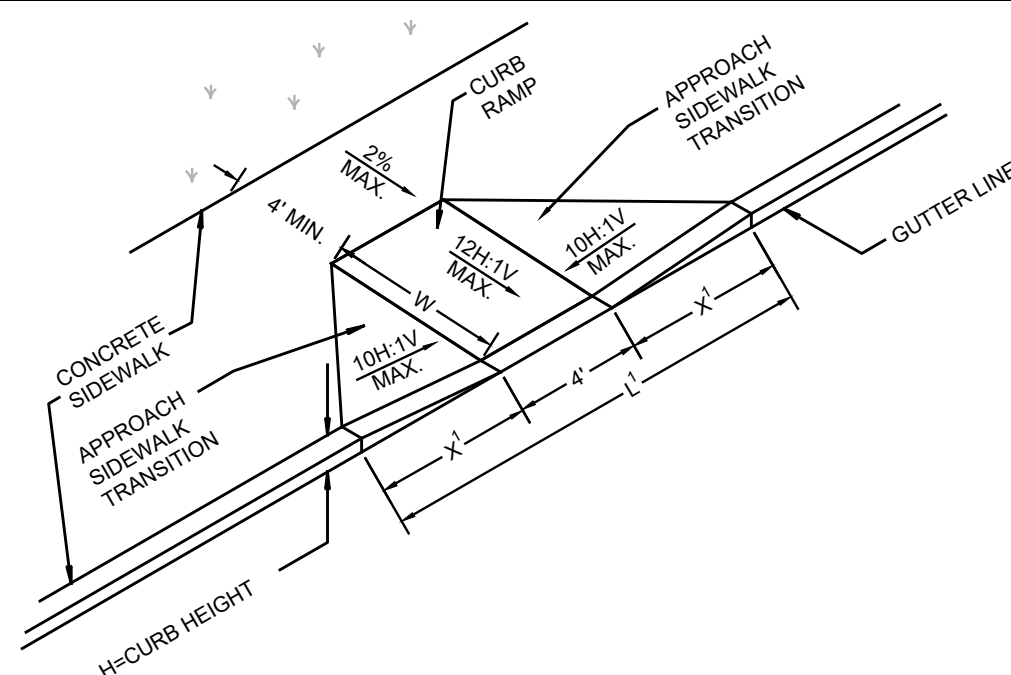 CURB
RAMP
APPROACH
SIDEWALK
TRANSITION
2%
MAX.
4' MIN.
GUTTER LINE
10H:1V
MAX.
12H:1V
MAX.
W
X1
CONCRETE
SIDEWALK
10H:1V
MAX.
4'
L1
APPROACH
SIDEWALK
TRANSITION
X1
H=CURB HEIGHT